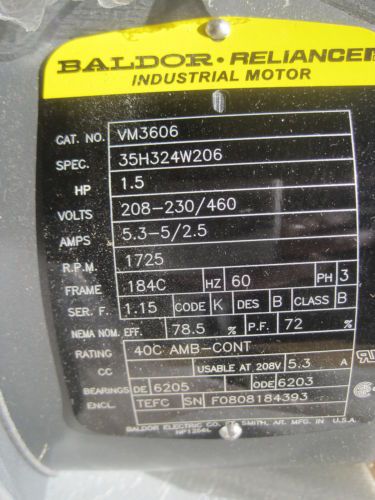 BALDOR • RELIANCE
INDUSTRIAL MOTOR
CAT. NO. VM3606
SPEC. 35H324W206
HP 1.5
VOLTS 208-230/460
AMPS 5.3-5/2.5
R.P.M. 1725
FRAME 184C HZ 60 PH 3
SER. F. 1.15 CODE K DES B CLASS B
NEMA NOM. EFF. 78.5 % P.F. 72 %
RATING 40C AMB-CONT
CC USABLE AT 208V 5.3 A
BEARINGS DE 6205 ODE 6203
ENCL. TEFC SN F0808184393
BALDOR ELECTRIC CO. FT. SMITH, AR. MFG. IN U.S.A.